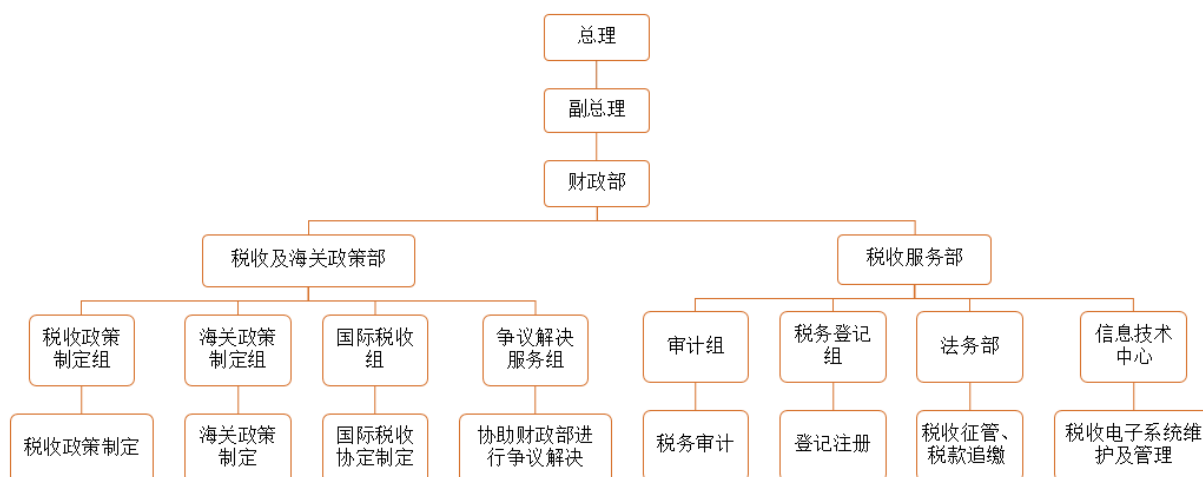 总理
副总理
财政部
税收及海关政策部
税收服务部
税收政策
制定组
海关政策
制定组
国际税收
组
争议解决
服务组
审计组
税务登记
组
法务部
信息技术
中心
税收政策制定
海关政策
制定
国际税收
协定制定
协助财政部进
行争议解决
税务审计
登记注册
税收征管、
税款追缴
税收电子系统维
护及管理